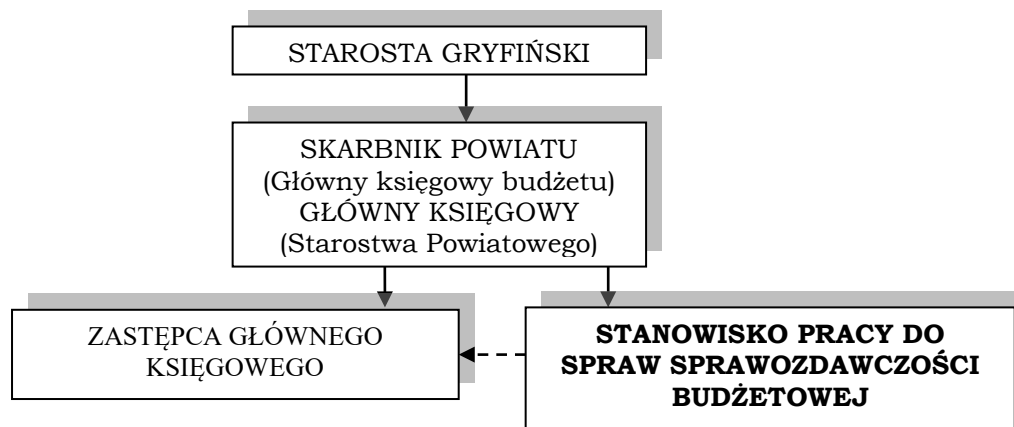 STAROSTA GRYFIŃSKI
SKARBNIK POWIATU
(Główny księgowy budżetu)
GŁÓWNY KSIĘGOWY
(Starostwa Powiatowego)
ZASTĘPCA GŁÓWNEGO
KSIĘGOWEGO
STANOWISKO PRACY DO
SPRAW SPRAWOZDAWCZOŚCI
BUDŻETOWEJ